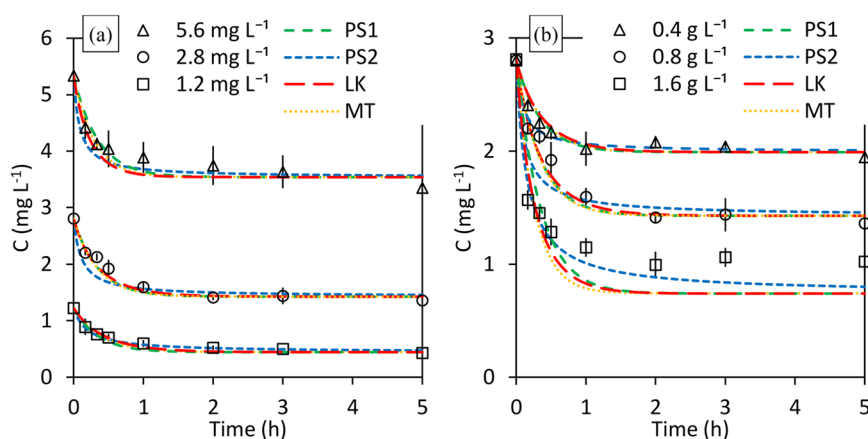 (a)
5.6 mg L⁻¹
2.8 mg L⁻¹
1.2 mg L⁻¹
PS1
PS2
LK
MT
6
5
4
3
2
1
0
C (mg L⁻¹)
0 1 2 3 4 5
Time (h)
(b)
0.4 g L⁻¹
0.8 g L⁻¹
1.6 g L⁻¹
PS1
PS2
LK
MT
3
2
1
0
C (mg L⁻¹)
0 1 2 3 4 5
Time (h)